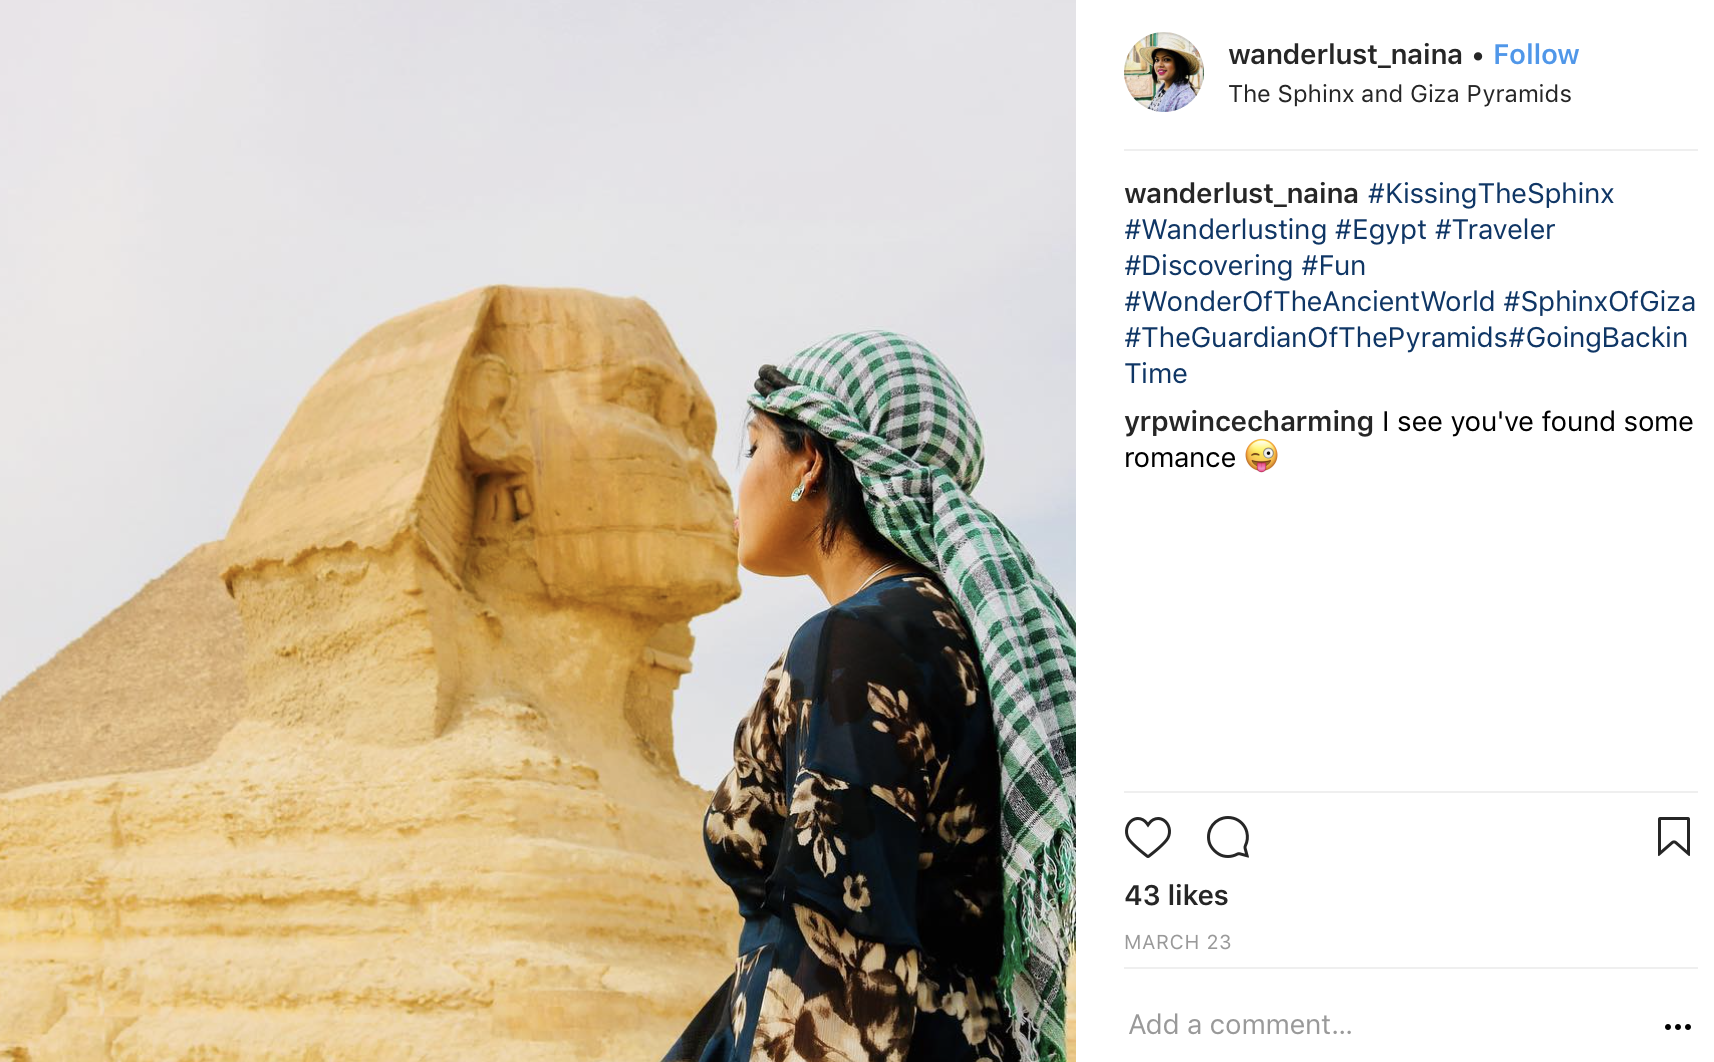 wanderlust_naina • Follow
The Sphinx and Giza Pyramids
wanderlust_naina #KissingTheSphinx
#Wanderlusting #Egypt #Traveler
#Discovering #Fun
#WonderOfTheAncientWorld #SphinxOfGiza
#TheGuardianOfThePyramids#GoingBackin
Time
yrpwincecharming I see you've found some
romance 😜
43 likes
MARCH 23
Add a comment...